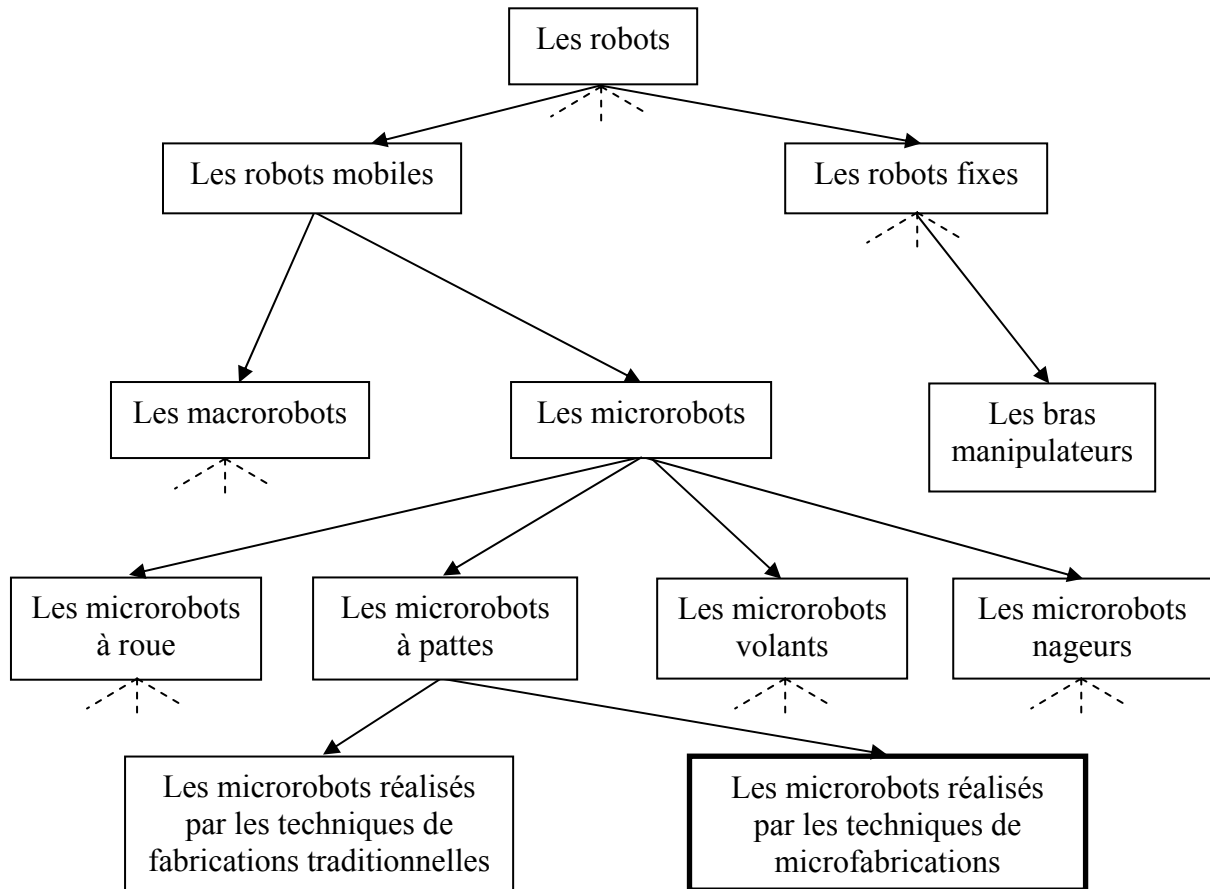 Les robots
Les robots mobiles
Les robots fixes
Les macrorobots
Les microrobots
Les bras
manipulateurs
Les microrobots
à roue
Les microrobots
à pattes
Les microrobots
volants
Les microrobots
nageurs
Les microrobots réalisés
par les techniques de
fabrications traditionnelles
Les microrobots réalisés
par les techniques de
microfabrications